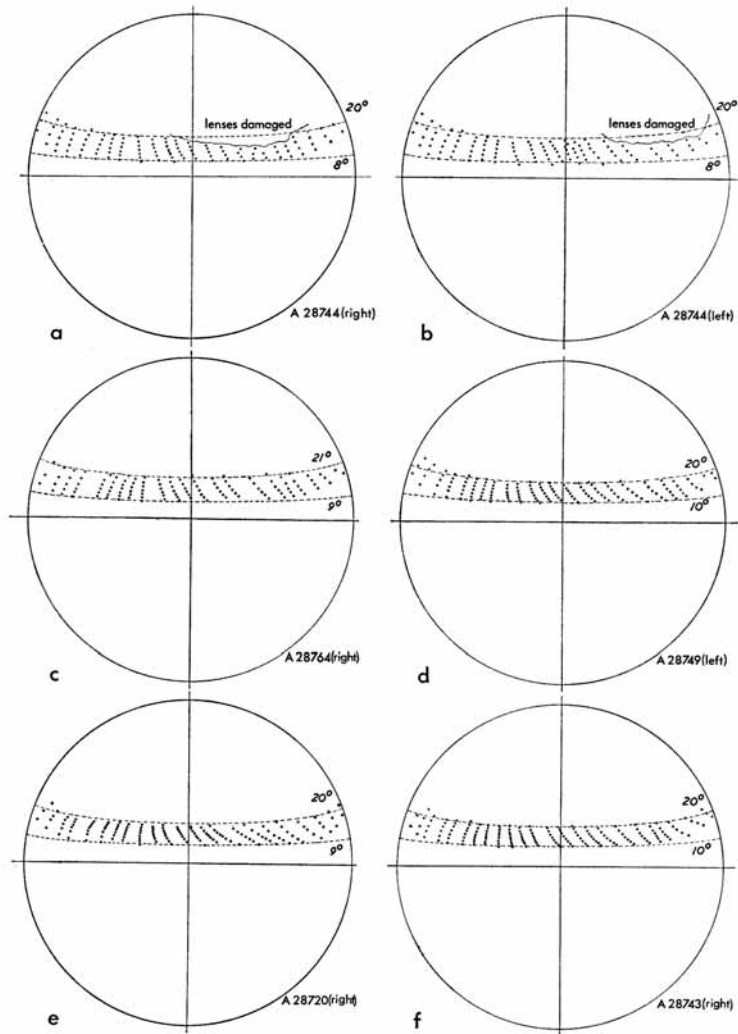 lenses damaged
20°
8°
A 28744(right)
a
lenses damaged
20°
8°
A 28744(left)
b
21°
9°
A 28764(right)
c
20°
10°
A 28749(left)
d
20°
9°
A 28720(right)
e
20°
10°
A 28743(right)
f